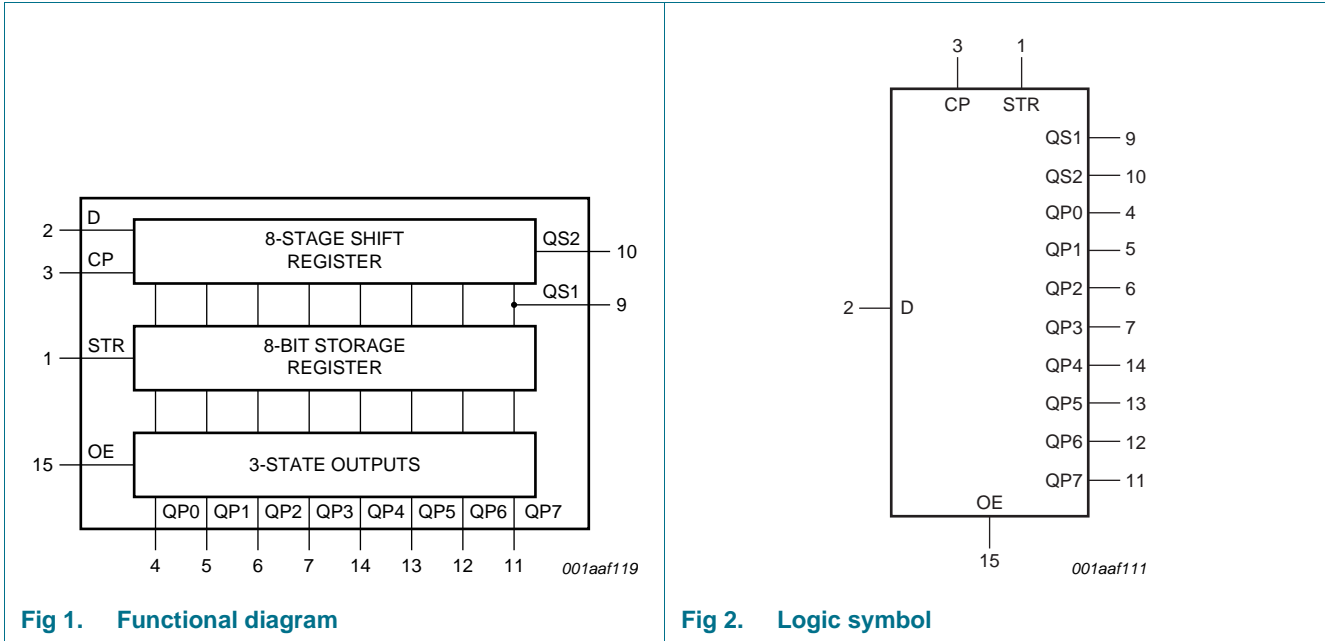 D
2
8-STAGE SHIFT
REGISTER
QS2
10
CP
3
QS1
9
STR
1
8-BIT STORAGE
REGISTER
OE
15
3-STATE OUTPUTS
QP0 QP1 QP2 QP3 QP4 QP5 QP6 QP7
4 5 6 7 14 13 12 11
001aaf119
Fig 1. Functional diagram
3 1
CP STR
QS1 9
QS2 10
QP0 4
QP1 5
QP2 6
2 D
QP3 7
QP4 14
QP5 13
QP6 12
QP7 11
OE
15
001aaf111
Fig 2. Logic symbol